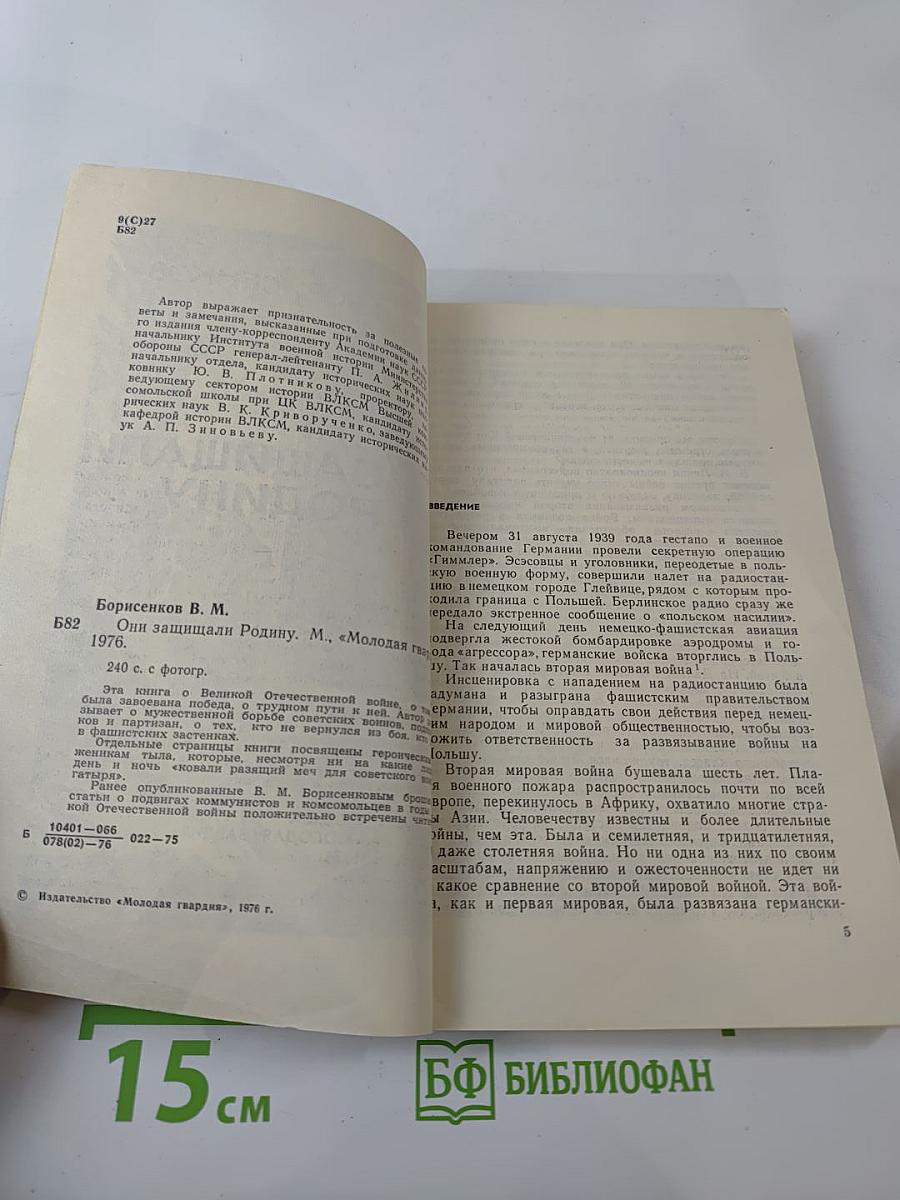 9(С)27
Б82
Автор выражает признательность за полезные
веты и замечания, высказанные при подготовке
го издания члену-корреспонденту Академии наук СССР,
начальнику Института военной истории
обороны СССР генерал-лейтенанту П. А.
начальнику отдела, кандидату исторических наук
ковнику Ю. В. Плотникову, проректору,
ведующему сектором истории ВЛКСМ Высшей
сомольской школы при ЦК ВЛКСМ, кандидату
рических наук В. К. Криворученко, заведующему
кафедрой истории ВЛКСМ, кандидату исторических
ук А. П. Зиновьеву.
Борисенков В. М.
Б82 Они защищали Родину. М., «Молодая
1976.
240 с. с фотогр.
Эта книга о Великой Отечественной войне, о
была завоевана победа, о трудном пути к ней. Автор
зывает о мужественной борьбе советских воинов,
ков и партизан, о тех, кто не вернулся из боя,
в фашистских застенках.
Отдельные страницы книги посвящены
женикам тыла, которые, несмотря ни на какие
день и ночь «ковали разящий меч для советского
гатыря».
Ранее опубликованные В. М. Борисенковым
статьи о подвигах коммунистов и комсомольцев в годы
кой Отечественной войны положительно встречены
Б 10401—066
078(02)—76 022—75
© Издательство «Молодая гвардия», 1976 г.
ВВЕДЕНИЕ
Вечером 31 августа 1939 года гестапо и военное
командование Германии провели секретную операцию
«Гиммлер». Эсэсовцы и уголовники, переодетые в поль-
скую военную форму, совершили налет на радиостан-
цию в немецком городе Глейвице, рядом с которым про-
ходила граница с Польшей. Берлинское радио сразу же
передало экстренное сообщение о «польском насилии».
На следующий день немецко-фашистская авиация
подвергла жестокой бомбардировке аэродромы и го-
рода «агрессора», германские войска вторглись в Поль-
шу. Так началась вторая мировая война¹.
Инсценировка с нападением на радиостанцию была
задумана и разыграна фашистским правительством
Германии, чтобы оправдать свои действия перед немец-
ким народом и мировой общественностью, чтобы воз-
ложить ответственность за развязывание войны на
Польшу.
Вторая мировая война бушевала шесть лет. Пла-
мя военного пожара распространилось почти по всей
Европе, перекинулось в Африку, охватило многие стра-
ны Азии. Человечеству известны и более длительные
войны, чем эта. Была и семилетняя, и тридцатилетняя,
даже столетняя война. Но ни одна из них по своим
масштабам, напряжению и ожесточенности не идет ни
какое сравнение со второй мировой войной. Эта вой-
на, как и первая мировая, была развязана германски-
5
15 см
БФ БИБЛИОФАН